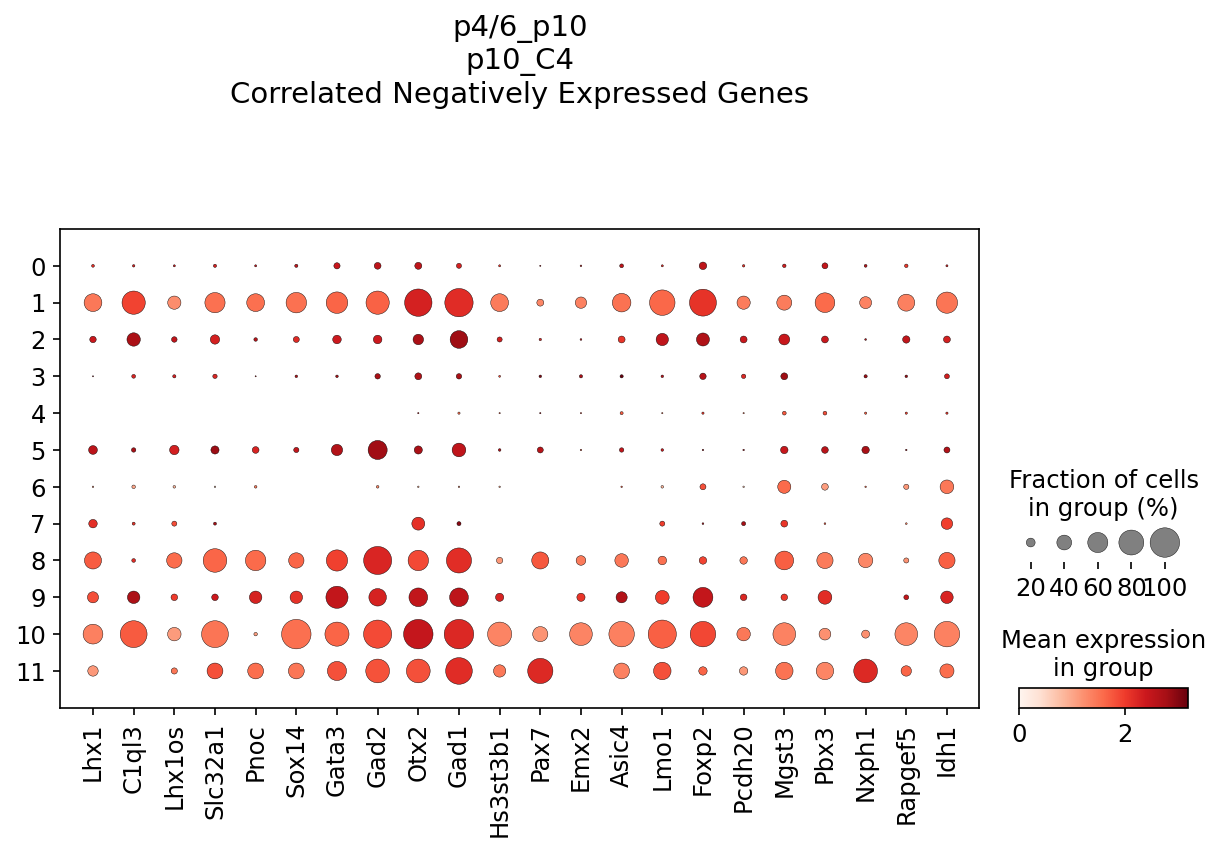 p4/6_p10
p10_C4
Correlated Negatively Expressed Genes
0
1
2
3
4
5
6
7
8
9
10
11
Lhx1
C1ql3
Lhx1os
Slc32a1
Pnoc
Sox14
Gata3
Gad2
Otx2
Gad1
Hs3st3b1
Pax7
Emx2
Asic4
Lmo1
Foxp2
Pcdh20
Mgst3
Pbx3
Nxph1
Rapgef5
Idh1
Fraction of cells
in group (%)
20 40 60 80 100
Mean expression
in group
0 2